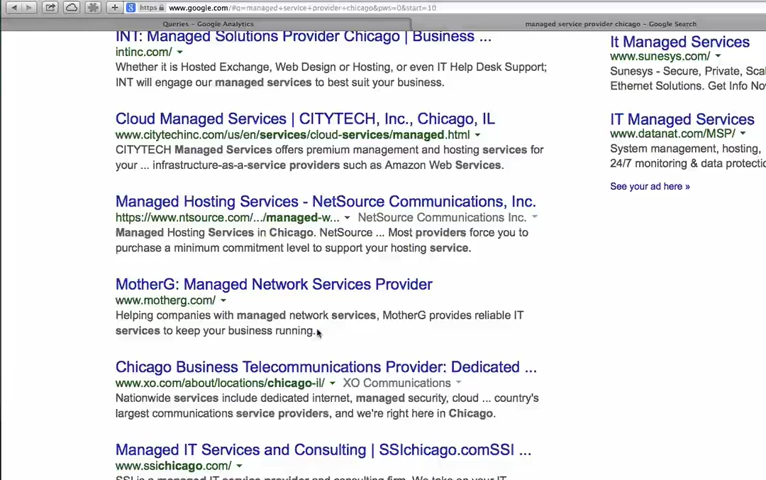 www.google.com/#q=managed+service+provider+chicago&pws=0&start=10
Queries – Google Analytics
managed service provider chicago – Google Search
INT: Managed Solutions Provider Chicago | Business ...
intinc.com/
Whether it is Hosted Exchange, Web Design or Hosting, or even IT Help Desk Support;
INT will engage our managed services to best suit your business.
Cloud Managed Services | CITYTECH, Inc., Chicago, IL
www.citytechinc.com/us/en/services/cloud-services/managed.html
CITYTECH Managed Services offers premium management and hosting services for
your ... infrastructure-as-a-service providers such as Amazon Web Services.
Managed Hosting Services - NetSource Communications, Inc.
https://www.ntsource.com/.../managed-w... NetSource Communications Inc.
Managed Hosting Services in Chicago. NetSource ... Most providers force you to
purchase a minimum commitment level to support your hosting service.
MotherG: Managed Network Services Provider
www.motherg.com/
Helping companies with managed network services, MotherG provides reliable IT
services to keep your business running.
Chicago Business Telecommunications Provider: Dedicated ...
www.xo.com/about/locations/chicago-il/ XO Communications
Nationwide services include dedicated internet, managed security, cloud ... country's
largest communications service providers, and we're right here in Chicago.
Managed IT Services and Consulting | SSIchicago.comSSI ...
www.ssichicago.com/
SSI is a managed IT service provider and consulting firm. We take on your IT
It Managed Services
www.sunesys.com/
Sunesys - Secure, Private, Scal
Ethernet Solutions. Get Info No
IT Managed Services
www.datanat.com/MSP/
System management, hosting,
24/7 monitoring & data protectio
See your ad here »